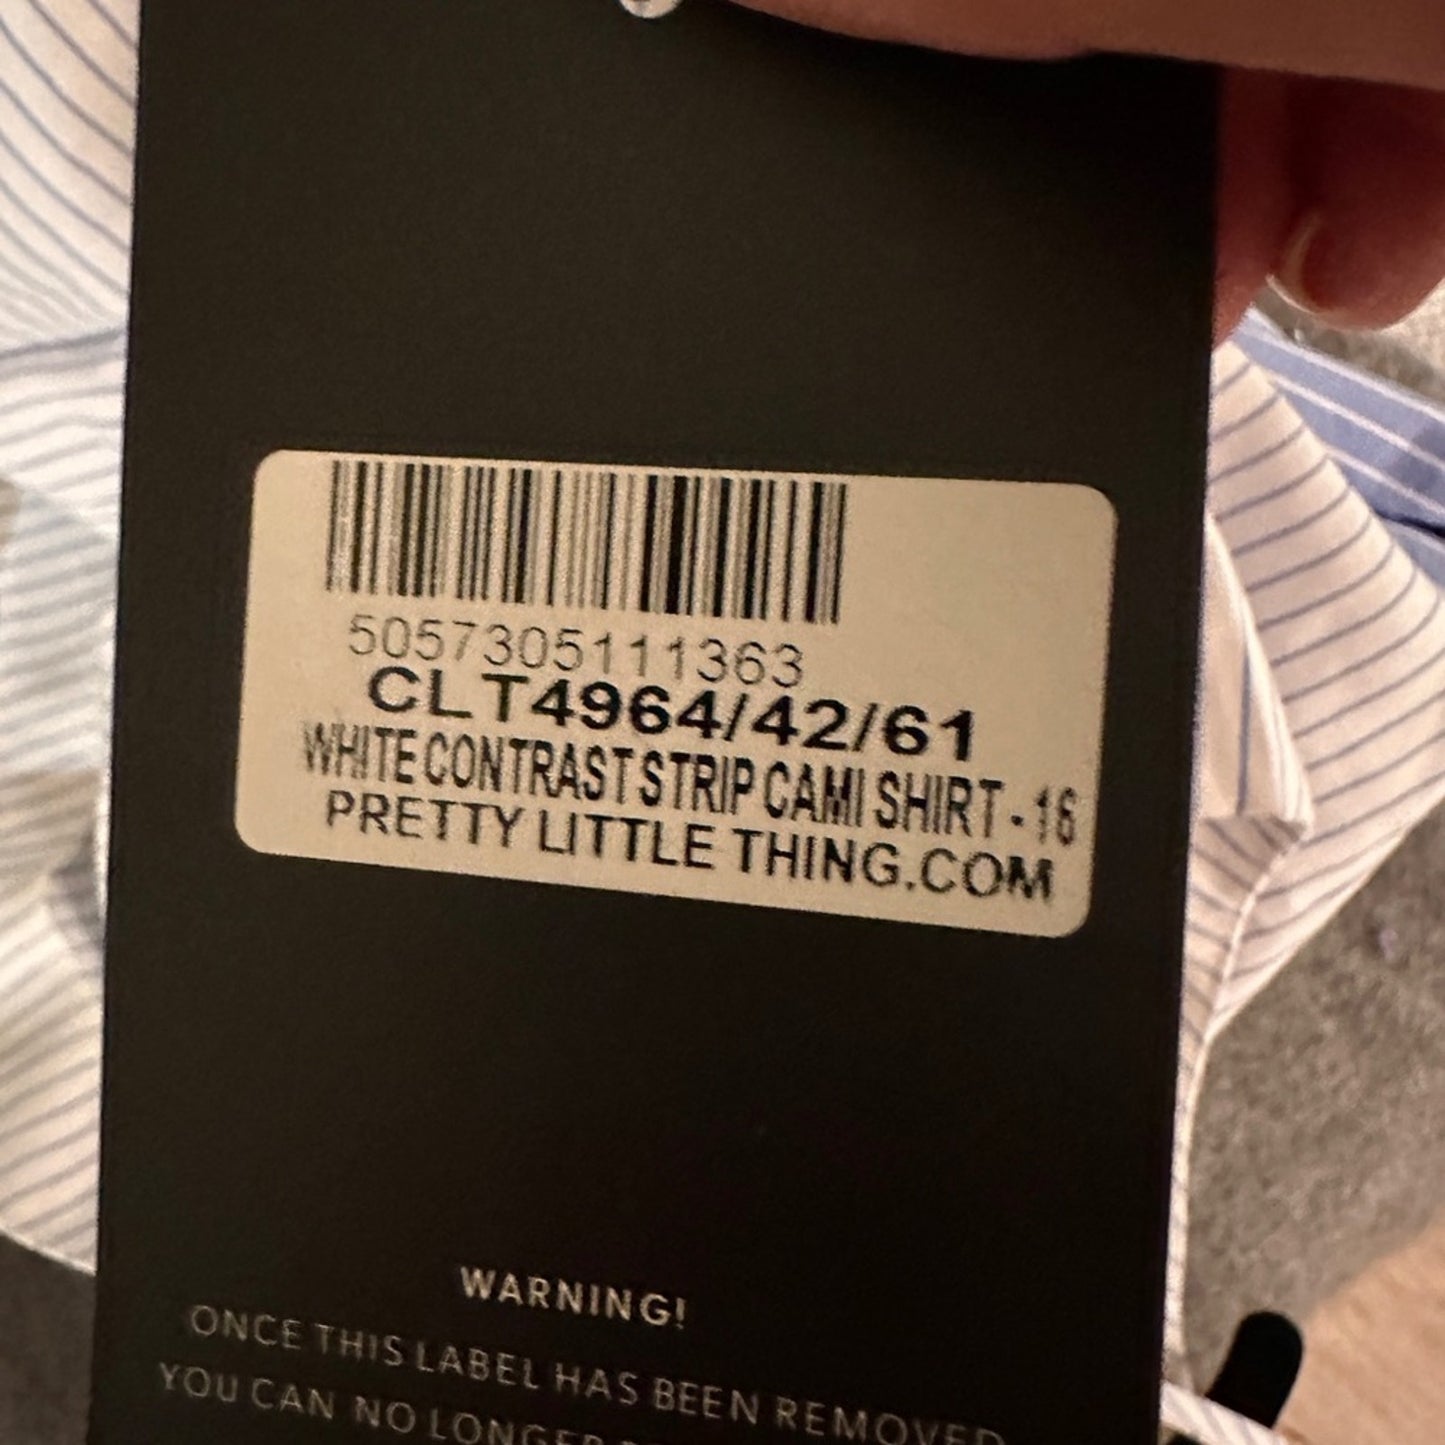 5057305111363
CLT4964/42/61
WHITE CONTRAST STRIP CAMI SHIRT - 16
PRETTY LITTLE THING.COM
WARNING!
ONCE THIS LABEL HAS BEEN REMOVED
YOU CAN NO LONGER